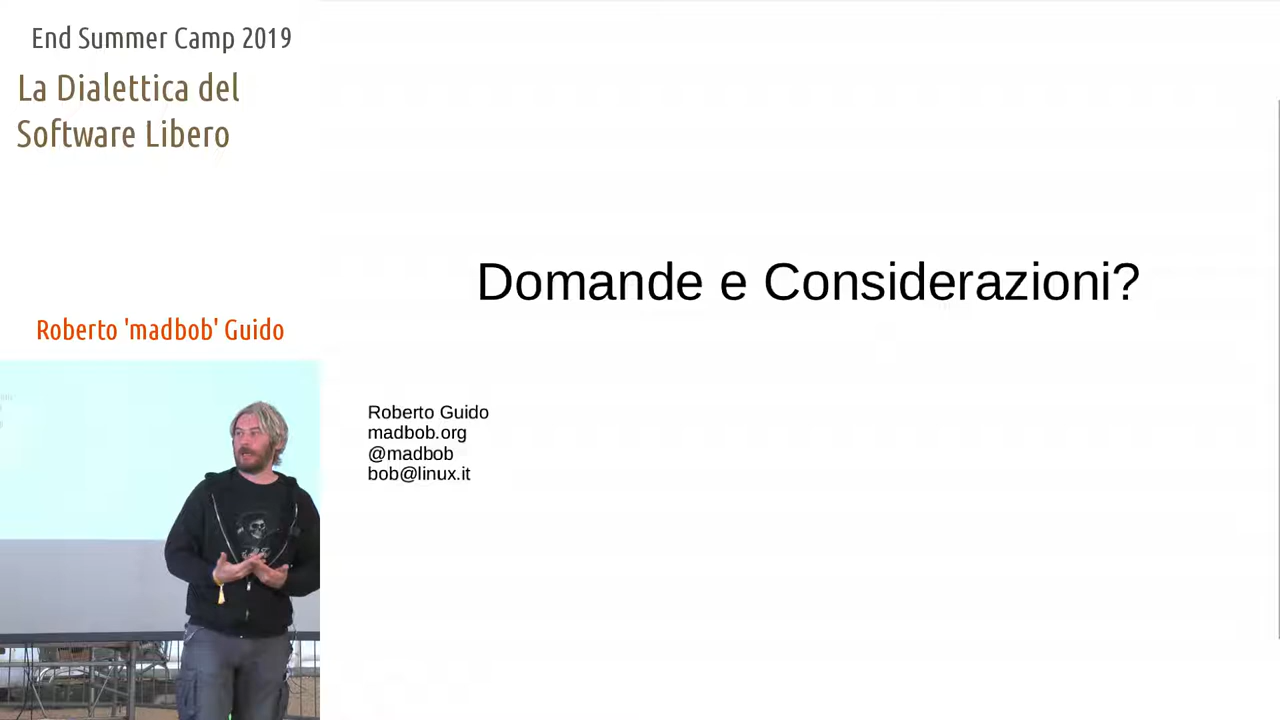 End Summer Camp 2019
La Dialettica del
Software Libero
Roberto 'madbob' Guido
Domande e Considerazioni?
Roberto Guido
madbob.org
@madbob
bob@linux.it